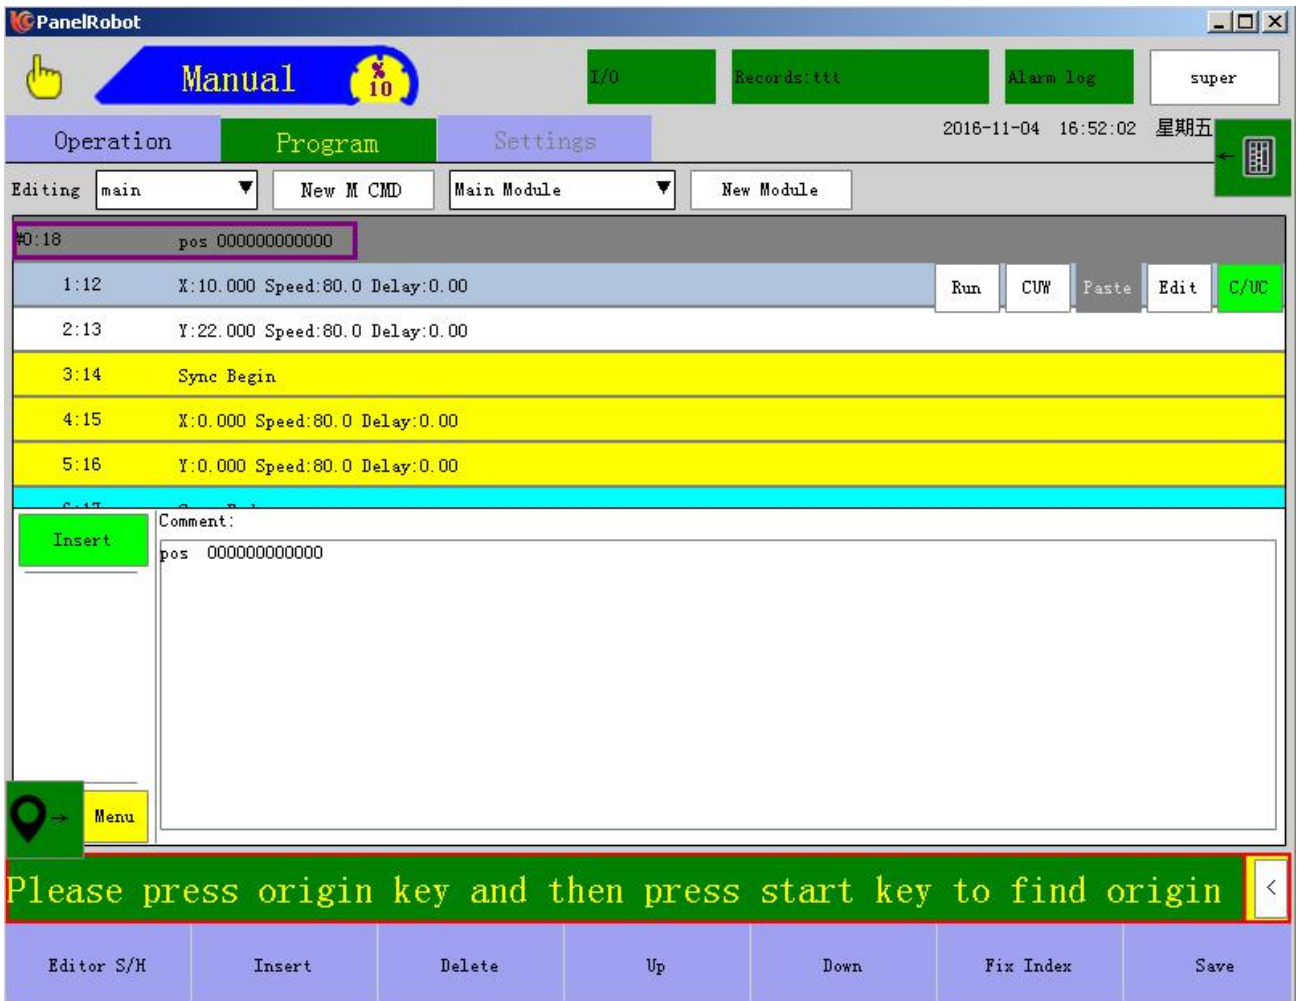 PanelRobot
Manual % 10 I/O Records:ttt Alarm log super
Operation Program Settings 2016-11-04 16:52:02 星期五
Editing main New M CMD Main Module New Module
#0:18 pos 000000000000
1:12 X:10.000 Speed:80.0 Delay:0.00 Run CUW Paste Edit C/UC
2:13 Y:22.000 Speed:80.0 Delay:0.00
3:14 Sync Begin
4:15 X:0.000 Speed:80.0 Delay:0.00
5:16 Y:0.000 Speed:80.0 Delay:0.00
Insert Comment:
pos 000000000000
Menu
Please press origin key and then press start key to find origin <
Editor S/H Insert Delete Up Down Fix Index Save